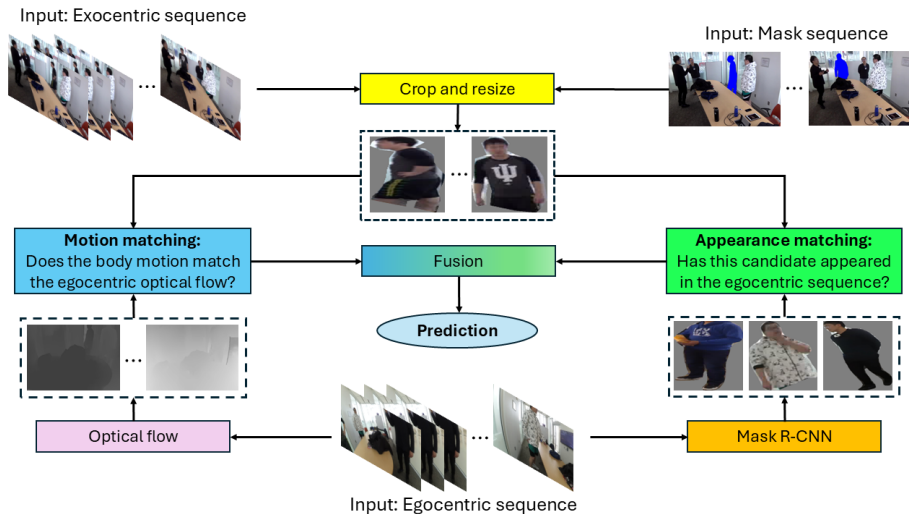 Input: Exocentric sequence
Input: Mask sequence
Crop and resize
Motion matching:
Does the body motion match
the egocentric optical flow?
Fusion
Appearance matching:
Has this candidate appeared
in the egocentric sequence?
Prediction
Optical flow
Mask R-CNN
Input: Egocentric sequence